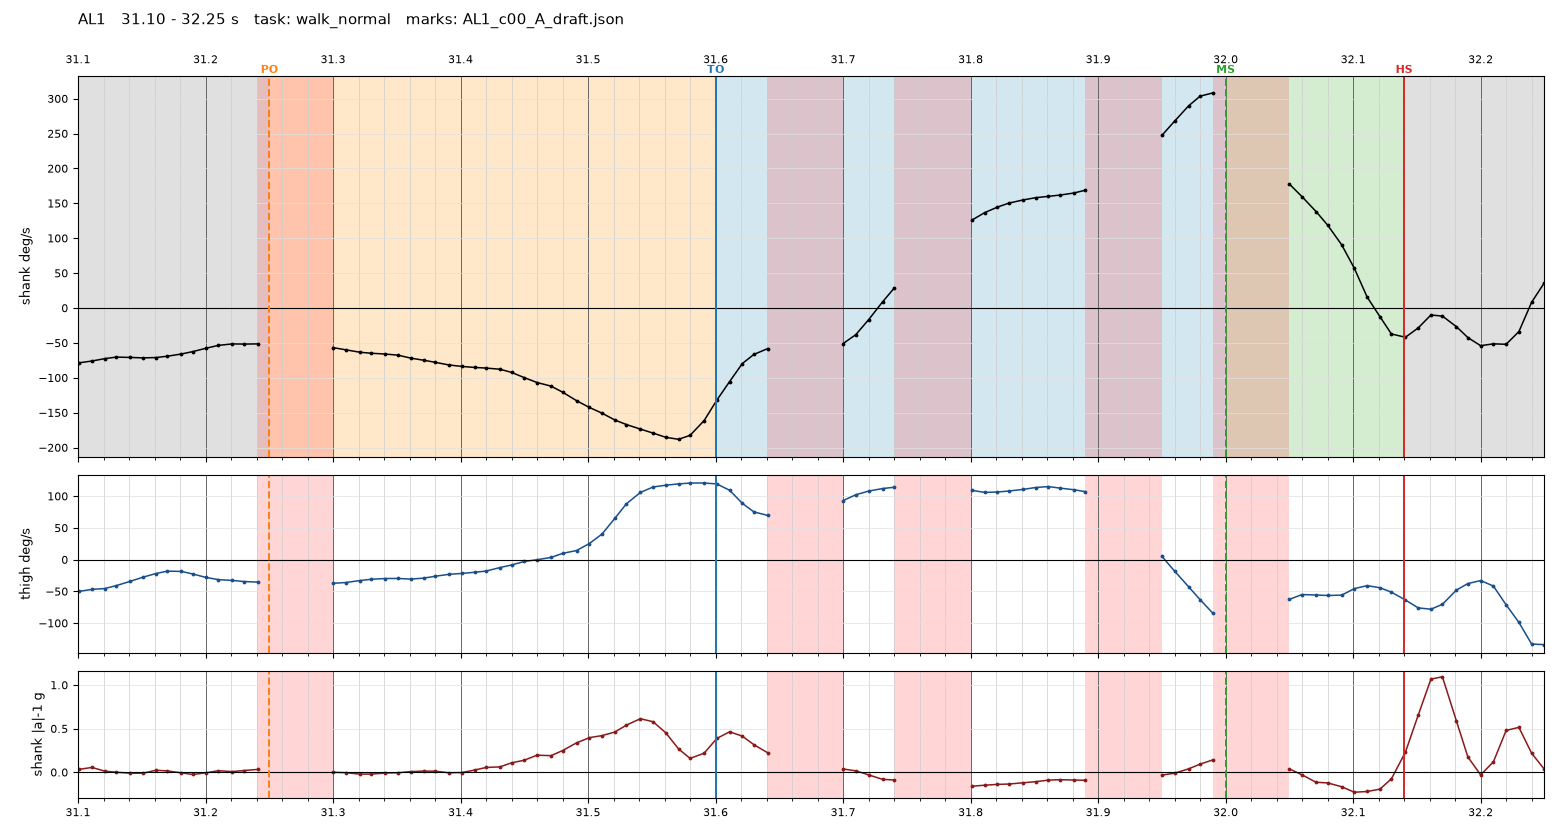 AL1 31.10 - 32.25 s task: walk_normal marks: AL1_c00_A_draft.json
31.1 31.2 31.3 31.4 31.5 31.6 31.7 31.8 31.9 32.0 32.1 32.2
PO TO MS HS
300
250
200
150
100
50
0
−50
−100
−150
−200
shank deg/s
100
50
0
−50
−100
thigh deg/s
1.0
0.5
0.0
shank |a|-1 g
31.1 31.2 31.3 31.4 31.5 31.6 31.7 31.8 31.9 32.0 32.1 32.2